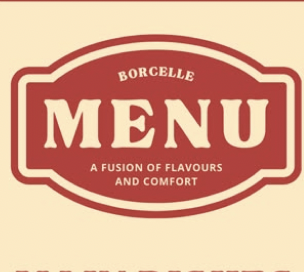 BORCELLE
MENU
A FUSION OF FLAVOURS
AND COMFORT